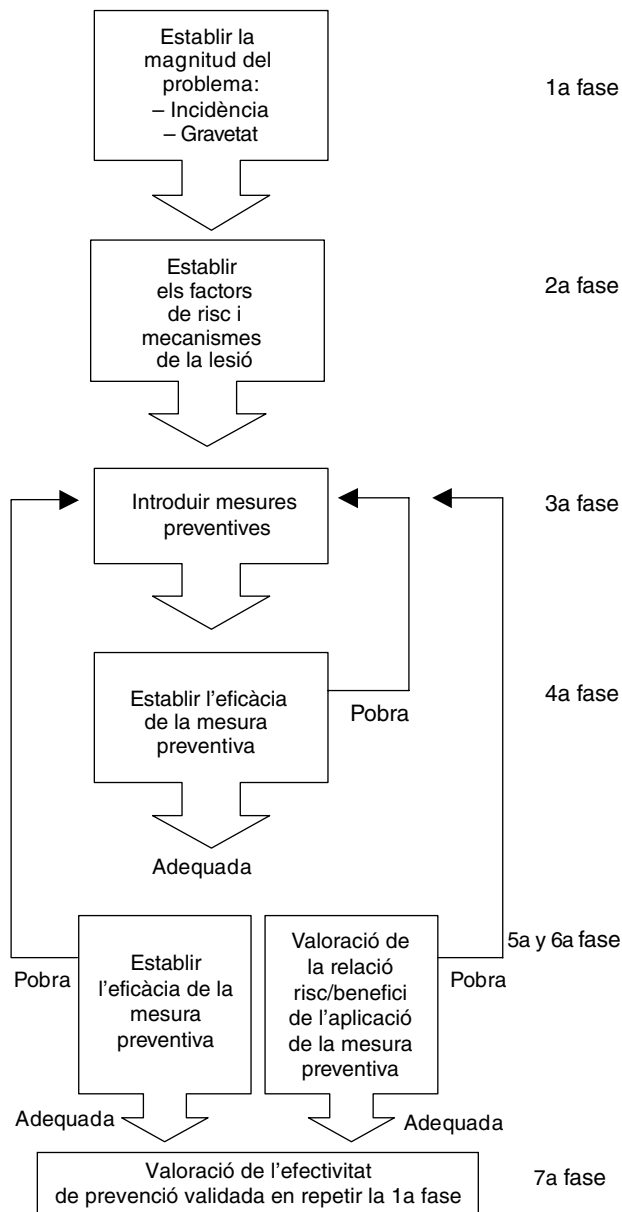 Establir la
magnitud del
problema:
– Incidència
– Gravetat
1a fase
Establir
els factors
de risc i
mecanismes
de la lesió
2a fase
Introduir mesures
preventives
3a fase
Establir l’eficàcia
de la mesura
preventiva
Pobra
4a fase
Adequada
Establir
l’eficàcia de la
mesura
preventiva
Pobra
Adequada
Valoració de
la relació
risc/benefici
de l’aplicació
de la mesura
preventiva
Pobra
Adequada
5a y 6a fase
Valoració de l’efectivitat
de prevenció validada en repetir la 1a fase
7a fase